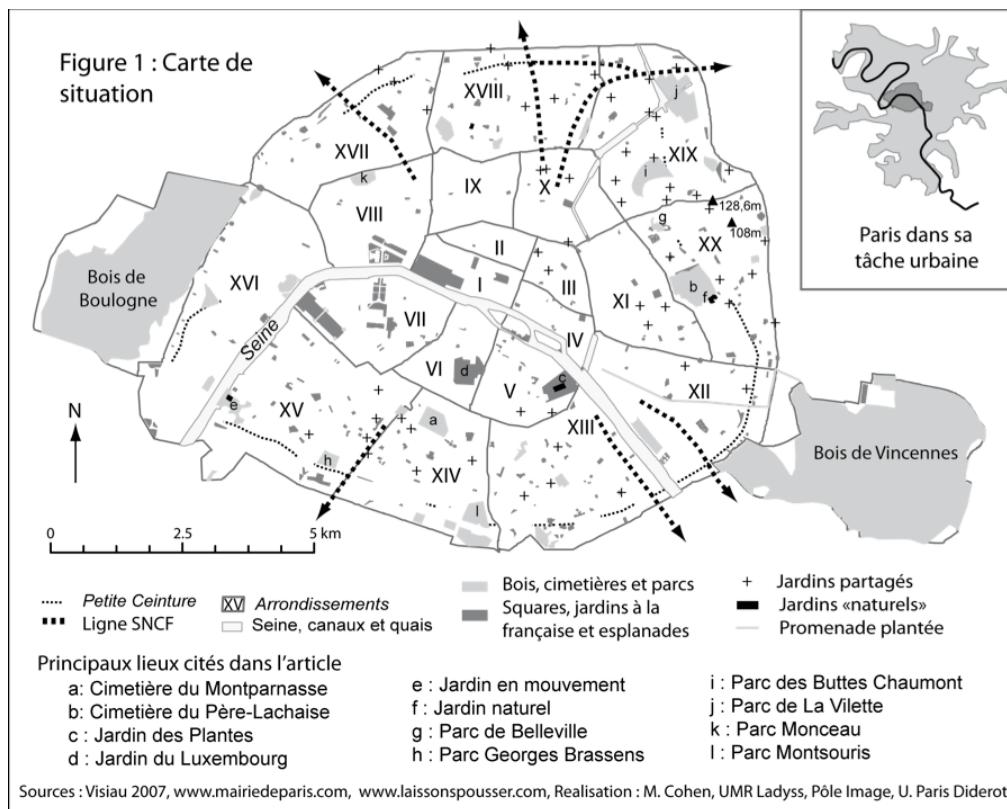 Figure 1 : Carte de
situation
XVIII
j
XVII
XIX
k
IX
X
i
VIII
128,6m
g
108m
II
XX
Paris dans sa
tâche urbaine
Bois de
Boulogne
XVI
I
III
b
XI
f
VII
Seine
IV
VI
d
c
V
XII
e
XV
a
XIII
N
Bois de Vincennes
h
XIV
l
0 2.5 5 km
Petite Ceinture
Ligne SNCF
XV Arrondissements
Seine, canaux et quais
Bois, cimetières et parcs
Squares, jardins à la
française et esplanades
+ Jardins partagés
Jardins «naturels»
Promenade plantée
Principaux lieux cités dans l'article
a: Cimetière du Montparnasse
b: Cimetière du Père-Lachaise
c : Jardin des Plantes
d : Jardin du Luxembourg
e : Jardin en mouvement
f : Jardin naturel
g : Parc de Belleville
h : Parc Georges Brassens
i : Parc des Buttes Chaumont
j : Parc de La Vilette
k : Parc Monceau
l : Parc Montsouris
Sources : Visiau 2007, www.mairiedeparis.com, www.laissonspousser.com, Realisation : M. Cohen, UMR Ladyss, Pôle Image, U. Paris Diderot